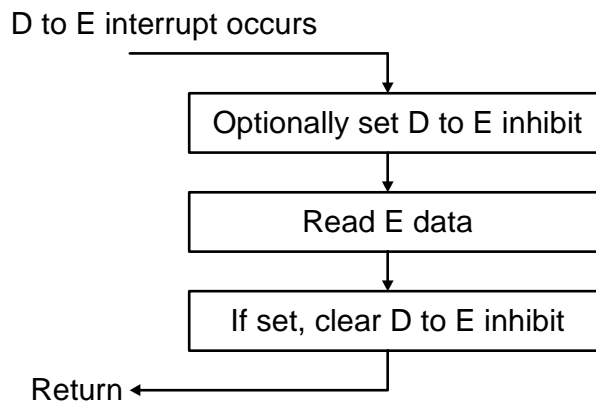 D to E interrupt occurs
Optionally set D to E inhibit
Read E data
If set, clear D to E inhibit
Return